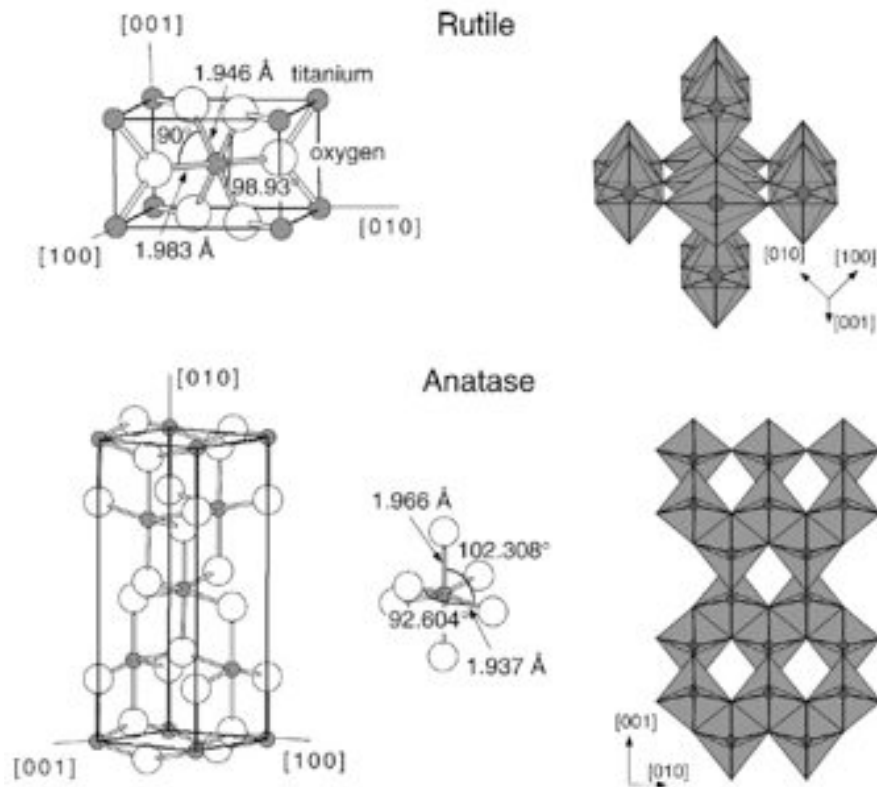 Rutile
[001]
1.946 Å titanium
90°
oxygen
98.93°
[010]
[100]
1.983 Å
[010]
[100]
[001]
Anatase
[010]
1.966 Å
102.308°
92.604°
1.937 Å
[001]
[100]
[001]
[010]